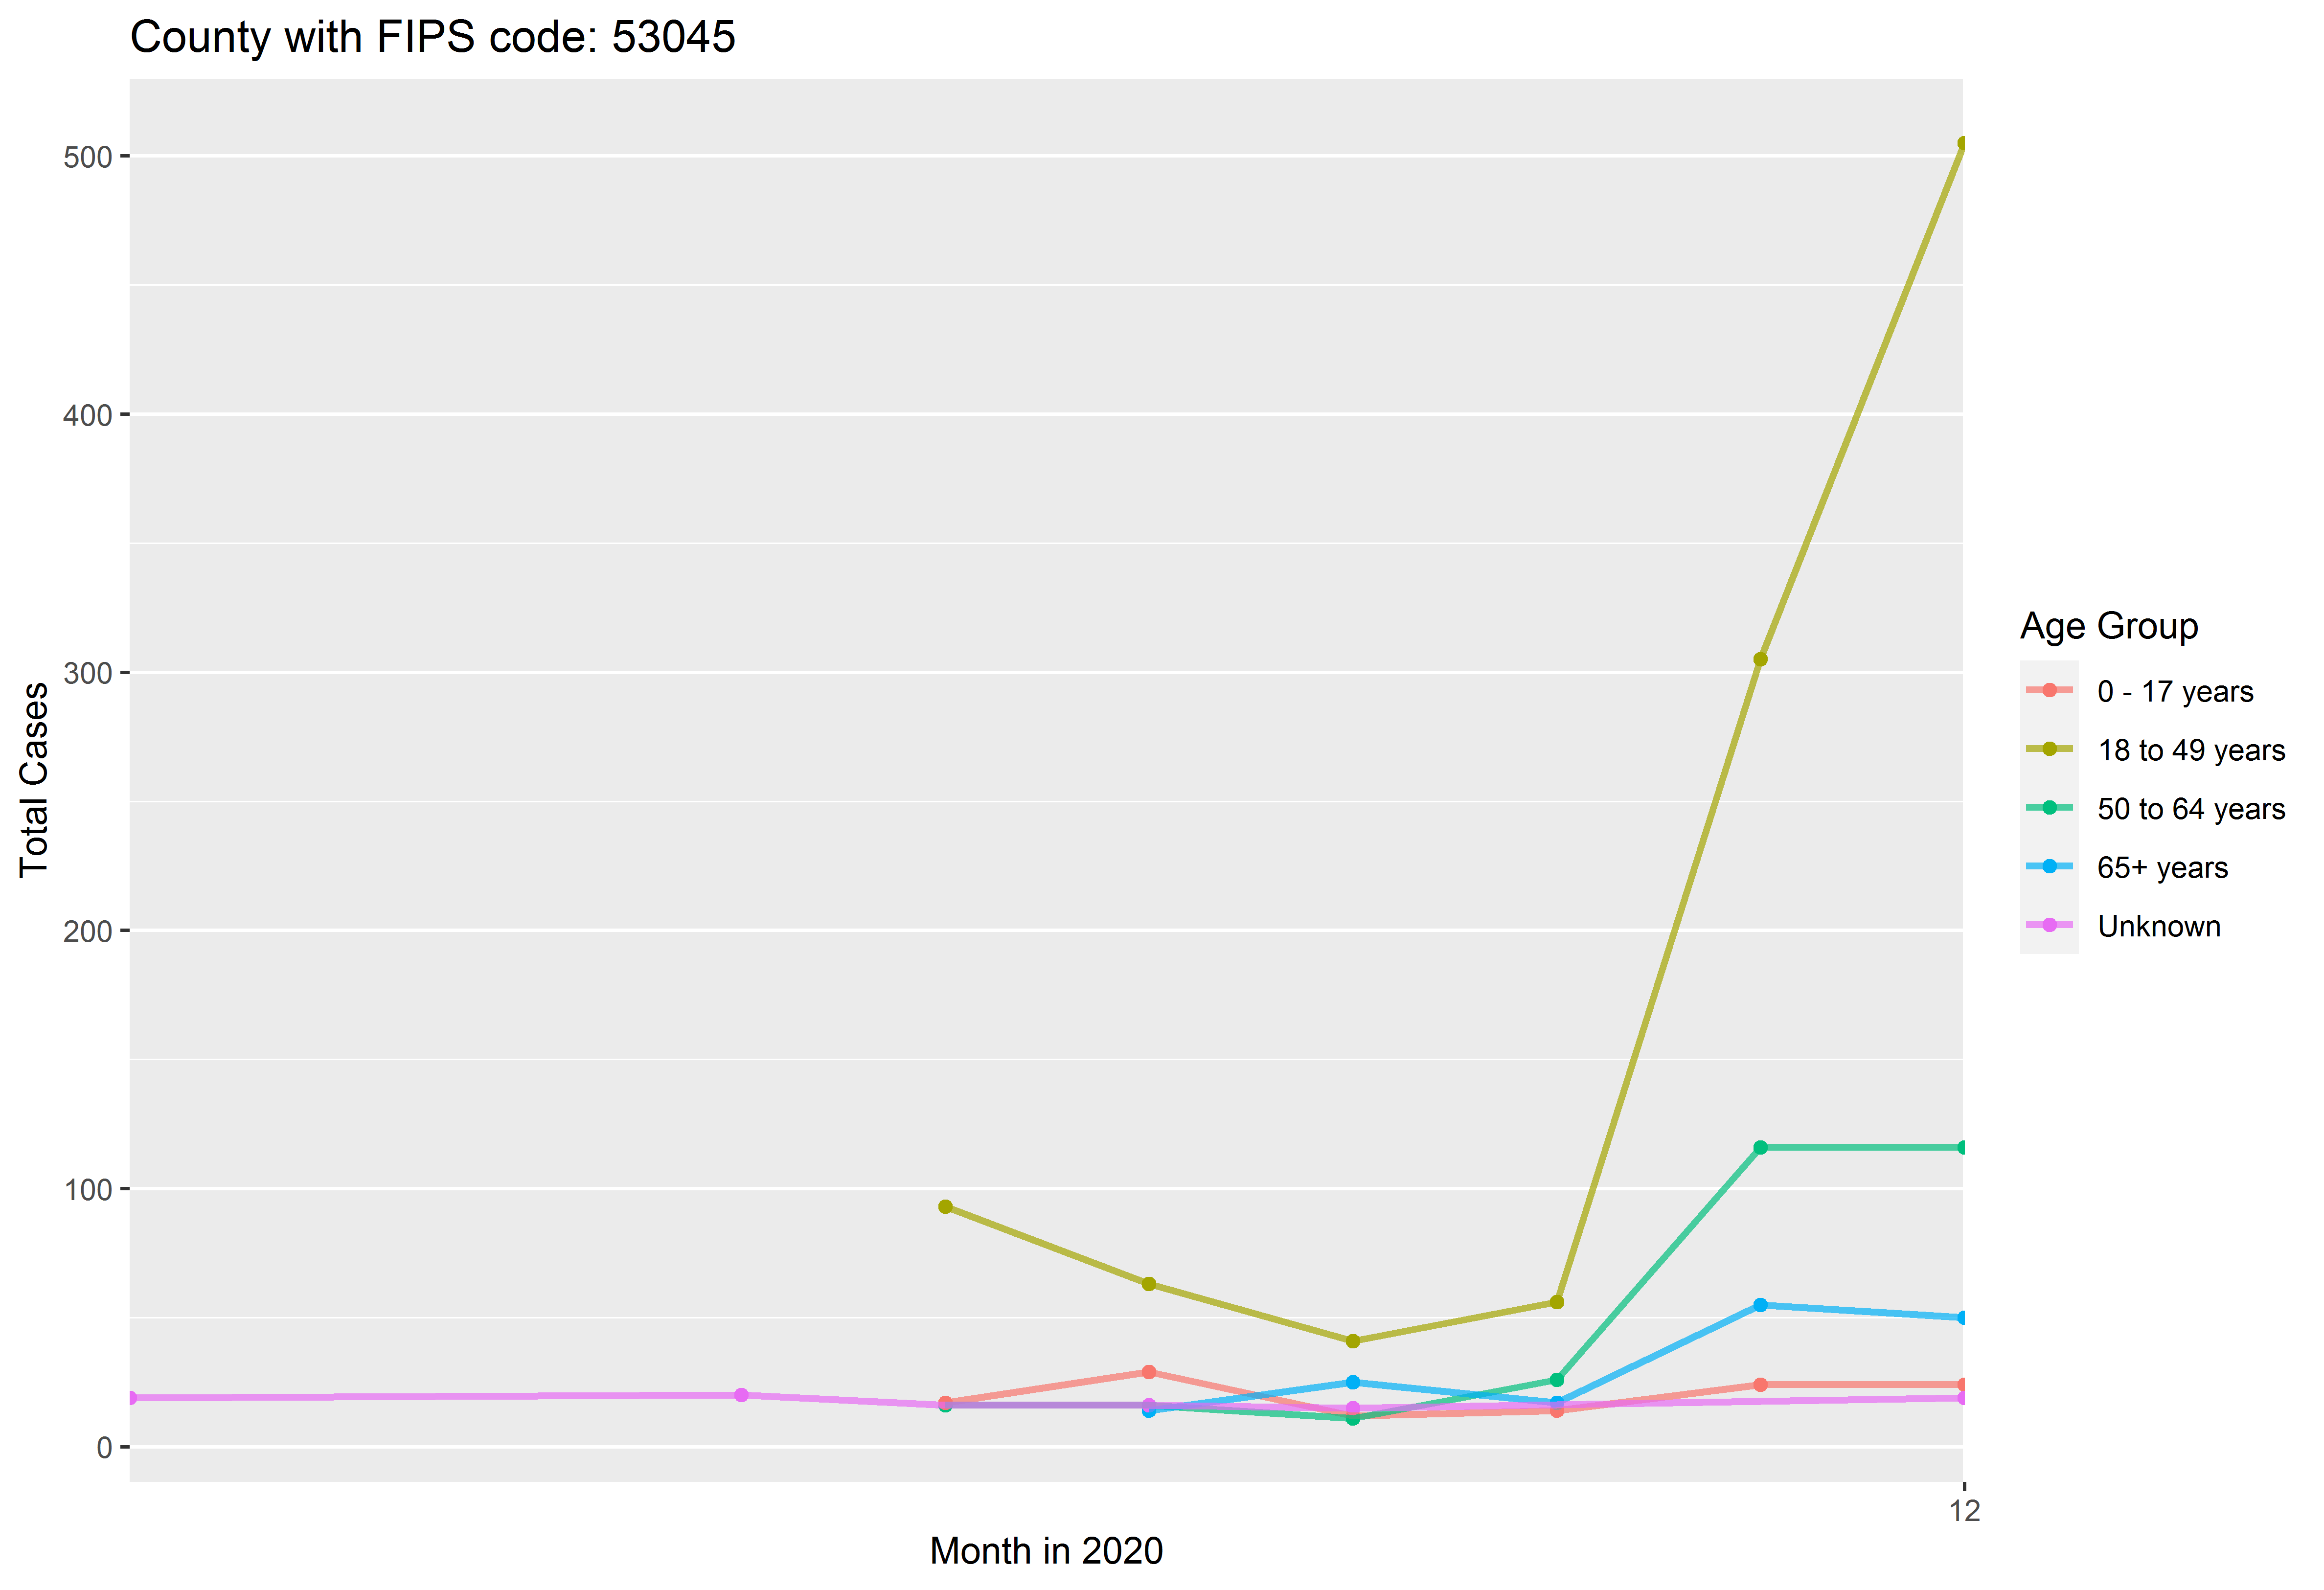 County with FIPS code: 53045
500
400
300
200
100
0
Total Cases
12
Month in 2020
Age Group
0 - 17 years
18 to 49 years
50 to 64 years
65+ years
Unknown